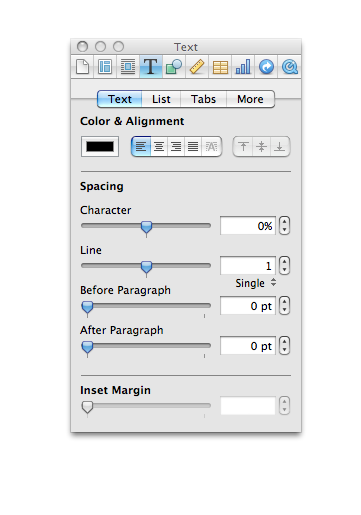 Text
T
Text List Tabs More
Color & Alignment
A
Spacing
Character
0%
Line
1
Single
Before Paragraph
0 pt
After Paragraph
0 pt
Inset Margin